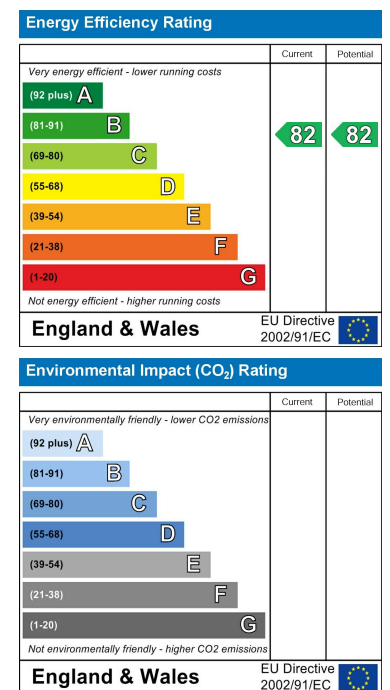 Energy Efficiency Rating
Current Potential
Very energy efficient - lower running costs
(92 plus) A
(81-91) B
82 82
(69-80) C
(55-68) D
(39-54) E
(21-38) F
(1-20) G
Not energy efficient - higher running costs
England & Wales
EU Directive
2002/91/EC
Environmental Impact (CO₂) Rating
Current Potential
Very environmentally friendly - lower CO2 emissions
(92 plus) A
(81-91) B
(69-80) C
(55-68) D
(39-54) E
(21-38) F
(1-20) G
Not environmentally friendly - higher CO2 emissions
England & Wales
EU Directive
2002/91/EC